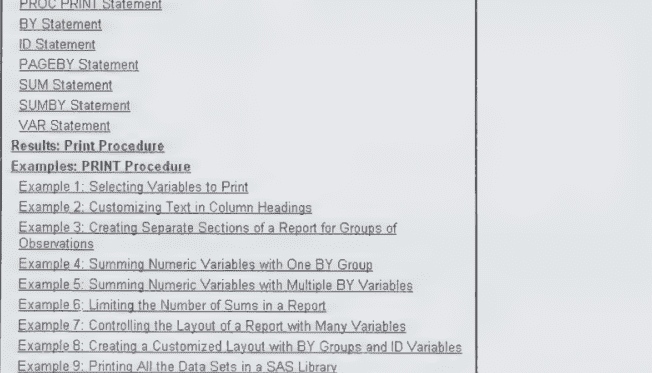 PROC PRINT Statement
BY Statement
ID Statement
PAGEBY Statement
SUM Statement
SUMBY Statement
VAR Statement
Results: Print Procedure
Examples: PRINT Procedure
Example 1: Selecting Variables to Print
Example 2: Customizing Text in Column Headings
Example 3: Creating Separate Sections of a Report for Groups of
Observations
Example 4: Summing Numeric Variables with One BY Group
Example 5: Summing Numeric Variables with Multiple BY Variables
Example 6: Limiting the Number of Sums in a Report
Example 7: Controlling the Layout of a Report with Many Variables
Example 8: Creating a Customized Layout with BY Groups and ID Variables
Example 9: Printing All the Data Sets in a SAS Library